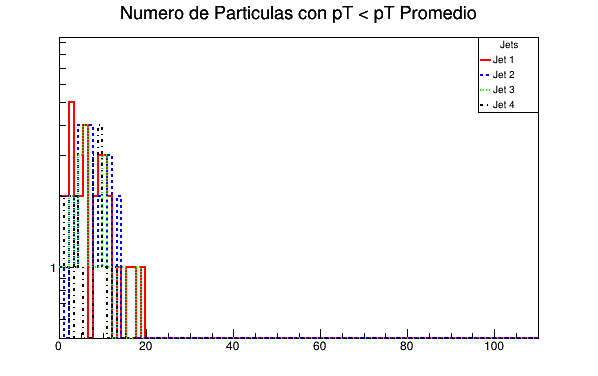 Numero de Particulas con pT < pT Promedio
Jets
Jet 1
Jet 2
Jet 3
Jet 4
1
0 20 40 60 80 100